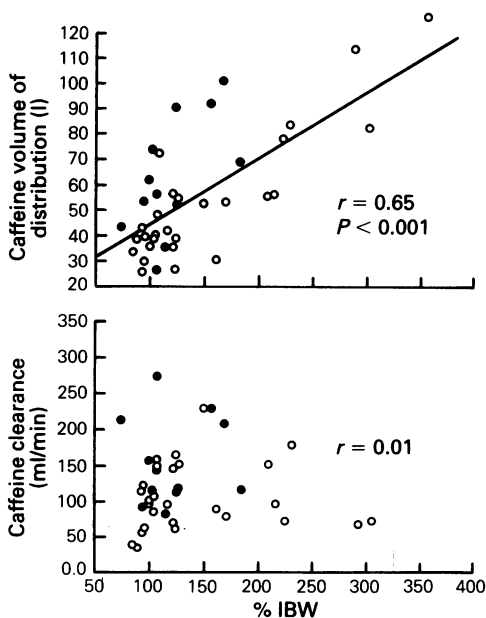 Caffeine volume of
distribution (l)
120
110
100
90
80
70
60
50
40
30
20
r = 0.65
P < 0.001
Caffeine clearance
(ml/min)
350
300
250
200
150
100
50
0.0
r = 0.01
50 100 150 200 250 300 350 400
% IBW